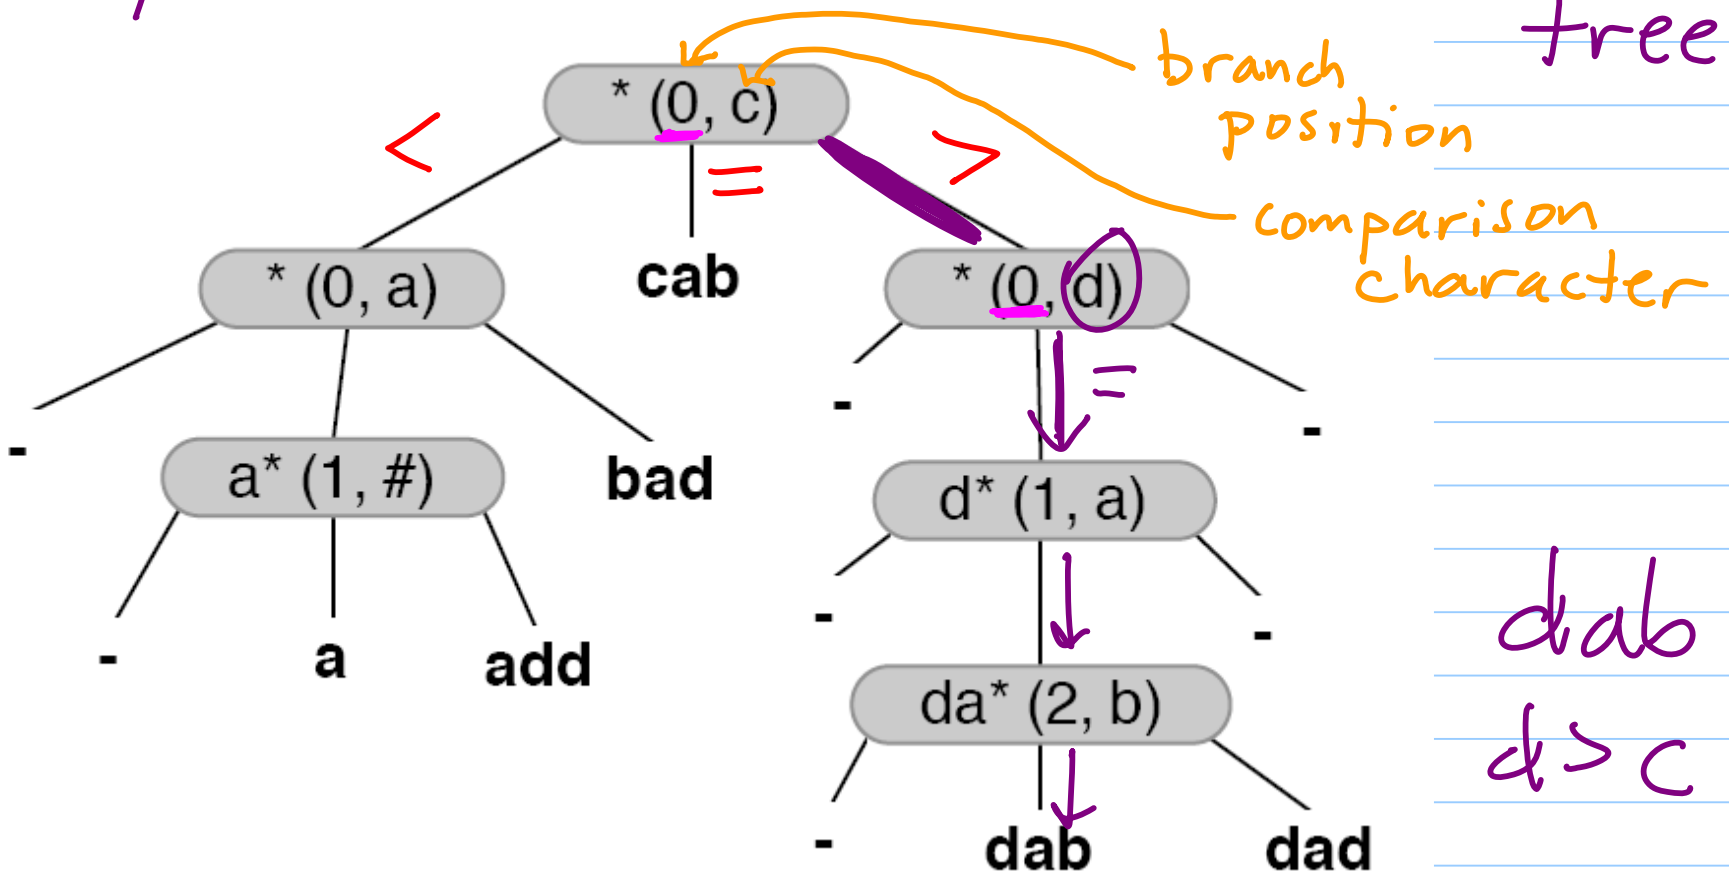 tree
branch
position
* (0, c)
<
=
>
comparison
character
* (0, a)
cab
* (0, d)
-
=
-
-
a* (1, #)
bad
d* (1, a)
-
-
dab
-
a
add
da* (2, b)
d > c
-
dab
dad